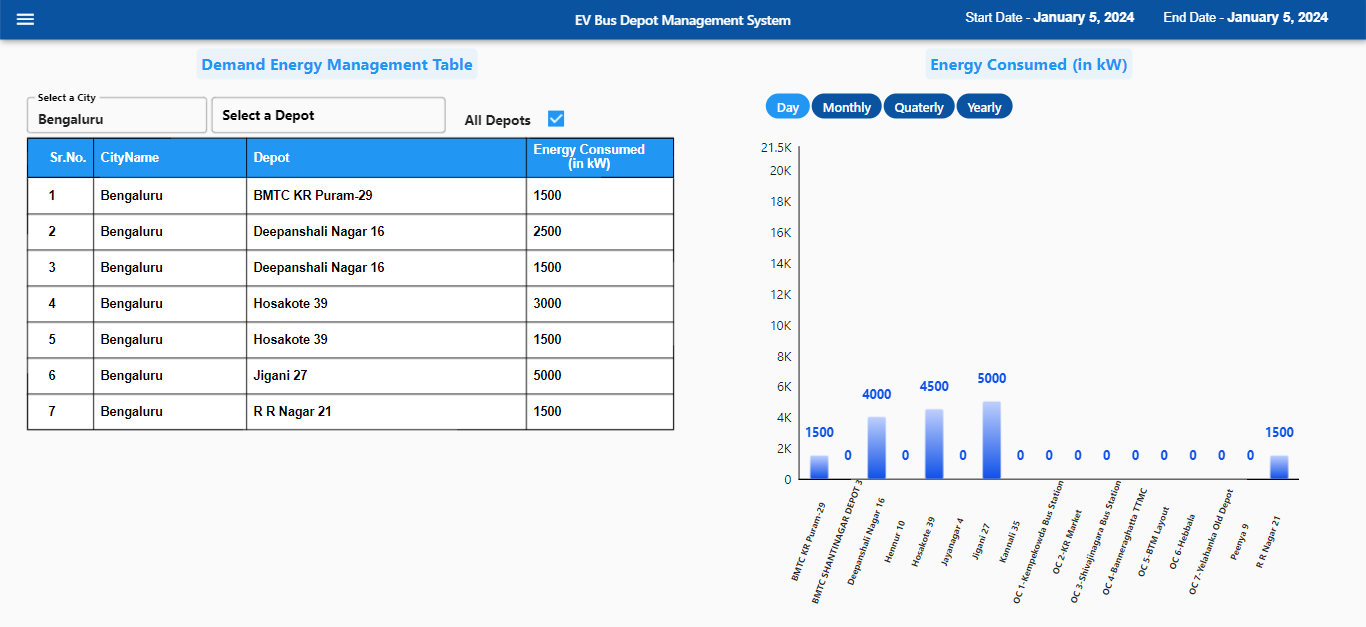 EV Bus Depot Management System
Start Date - January 5, 2024
End Date - January 5, 2024
Demand Energy Management Table
Select a City
Bengaluru
Select a Depot
All Depots
Sr.No. CityName Depot Energy Consumed (in kW)
1 Bengaluru BMTC KR Puram-29 1500
2 Bengaluru Deepanshali Nagar 16 2500
3 Bengaluru Deepanshali Nagar 16 1500
4 Bengaluru Hosakote 39 3000
5 Bengaluru Hosakote 39 1500
6 Bengaluru Jigani 27 5000
7 Bengaluru R R Nagar 21 1500
Energy Consumed (in kW)
Day Monthly Quaterly Yearly
21.5K
20K
18K
16K
14K
12K
10K
8K
6K
4K
2K
0
1500 0 4000 0 4500 0 5000 0 0 0 0 0 0 0 0 0 1500
BMTC KR Puram-29
BMTC SHANTINAGAR DEPOT 3
Deepanshali Nagar 16
Hennur 10
Hosakote 39
Jayanagar 4
Jigani 27
Kannali 35
OC 1-Kempekowda Bus Station
OC 2-KR Market
OC 3-Shivajinagara Bus Station
OC 4-Banneraghatta TTMC
OC 5-BTM Layout
OC 6-Hebbala
OC 7-Yelahanka Old Depot
Peenya 9
R R Nagar 21